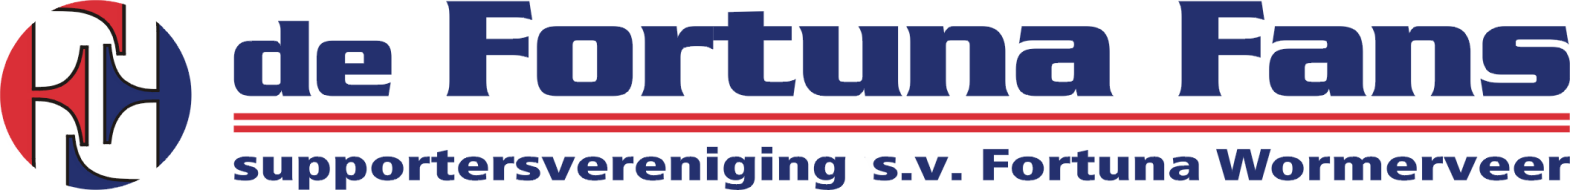 de Fortuna Fans
supportersvereniging s.v. Fortuna Wormerveer